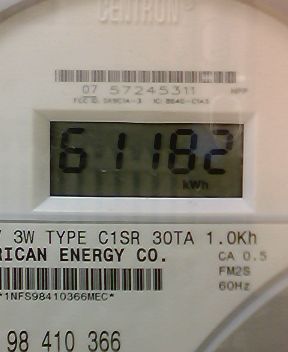 CENTRON
07 57245311
61182
kWh
3W TYPE C1SR 30TA 1.0Kh
RICAN ENERGY CO.
CA 0.5
FM2S
60Hz
*1NFS98410366MEC*
98 410 366